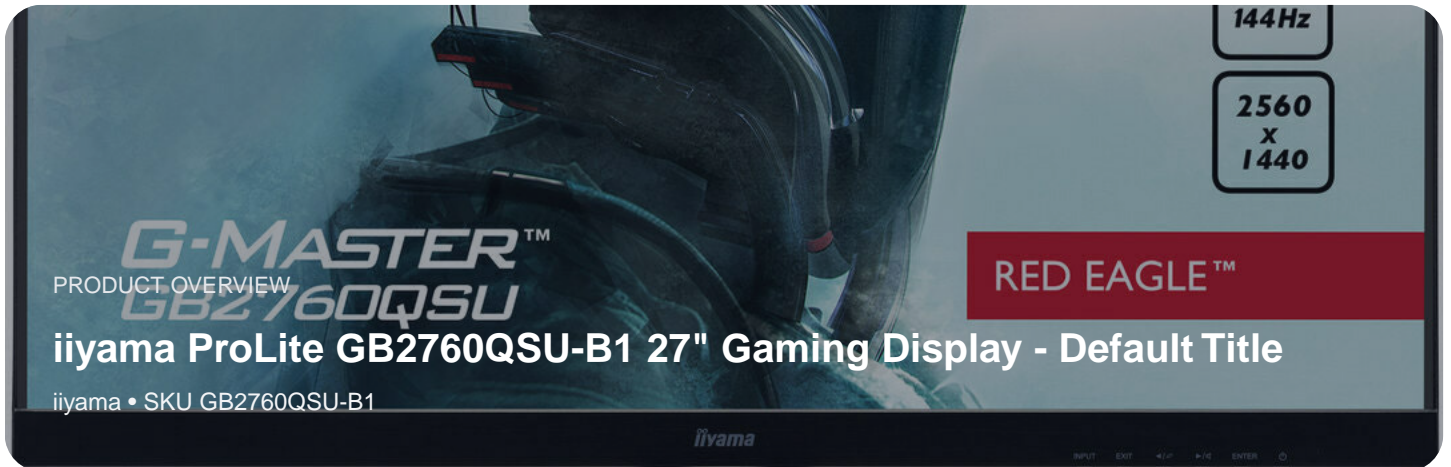 144Hz
2560
x
1440
G-MASTER™
GB2760QSU
RED EAGLE™
PRODUCT OVERVIEW
iiyama ProLite GB2760QSU-B1 27" Gaming Display - Default Title
iiyama • SKU GB2760QSU-B1
iiyama
INPUT EXIT ENTER